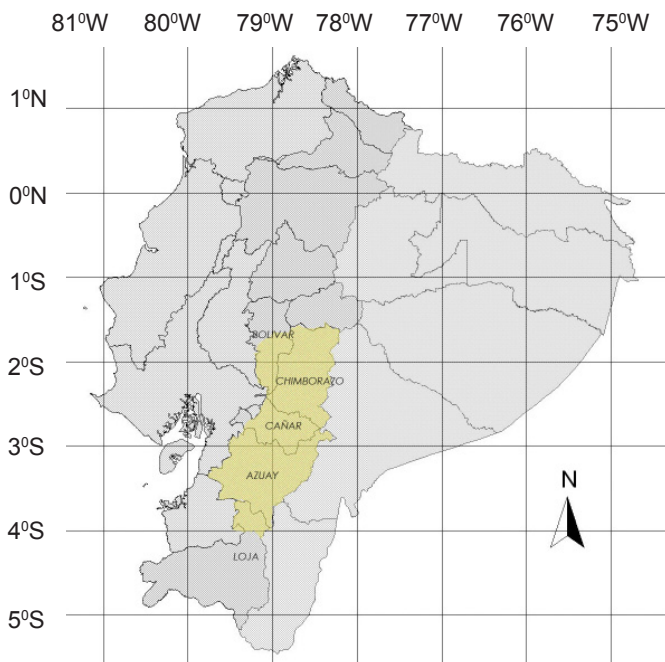 81⁰W 80⁰W 79⁰W 78⁰W 77⁰W 76⁰W 75⁰W
1⁰N
0⁰N
1⁰S
BOLIVAR
2⁰S
CHIMBORAZO
CAÑAR
3⁰S
AZUAY
N
4⁰S
LOJA
5⁰S